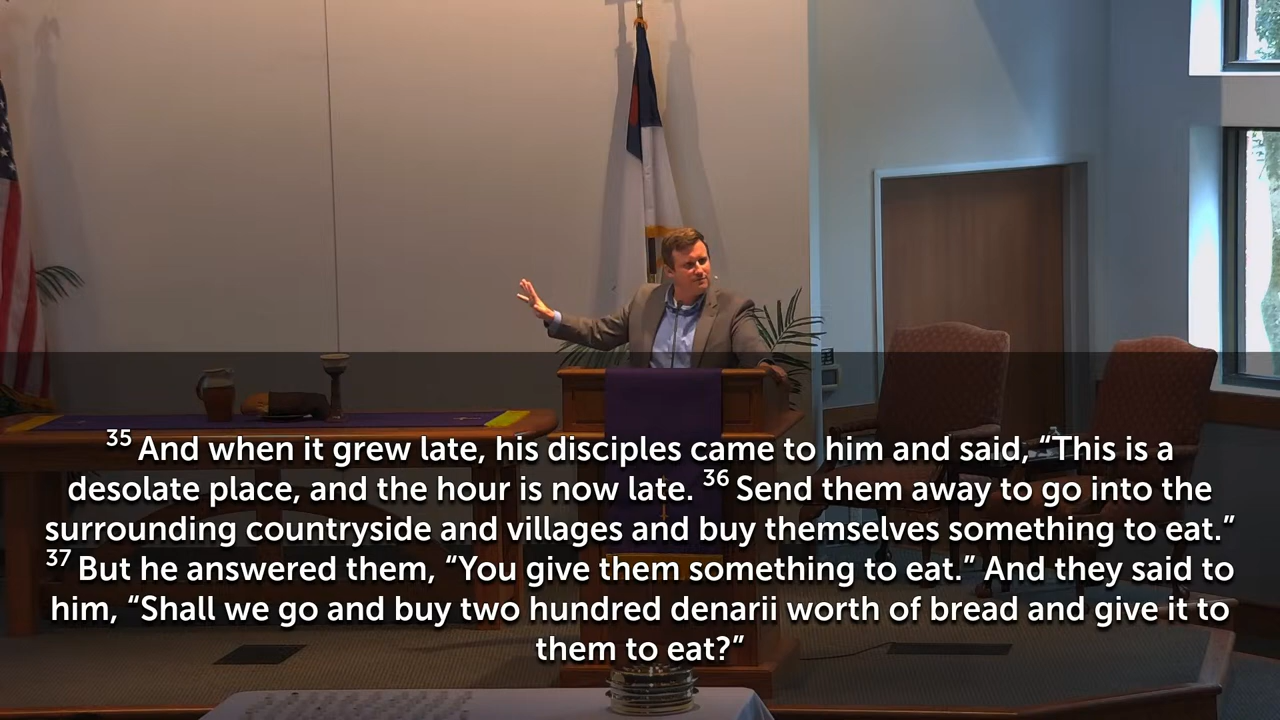 35 And when it grew late, his disciples came to him and said, “This is a
desolate place, and the hour is now late. 36 Send them away to go into the
surrounding countryside and villages and buy themselves something to eat.”
37 But he answered them, “You give them something to eat.” And they said to
him, “Shall we go and buy two hundred denarii worth of bread and give it to
them to eat?”